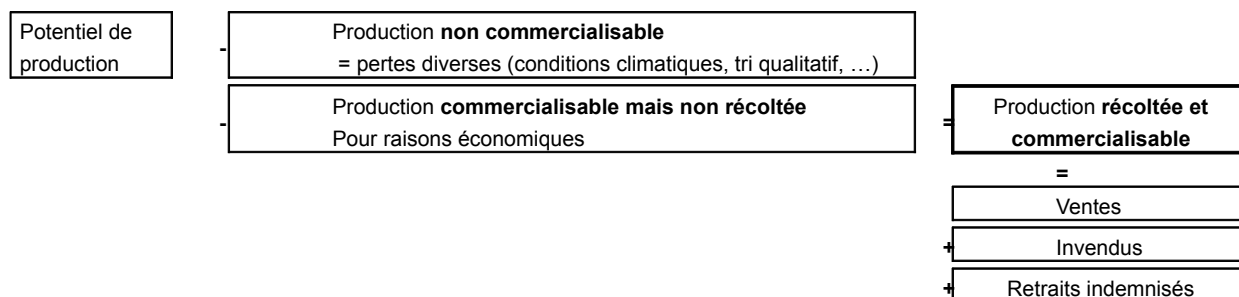 Potentiel de
production
-
Production non commercialisable
= pertes diverses (conditions climatiques, tri qualitatif, …)
-
Production commercialisable mais non récoltée
Pour raisons économiques
=
Production récoltée et
commercialisable
=
Ventes
+
Invendus
+
Retraits indemnisés